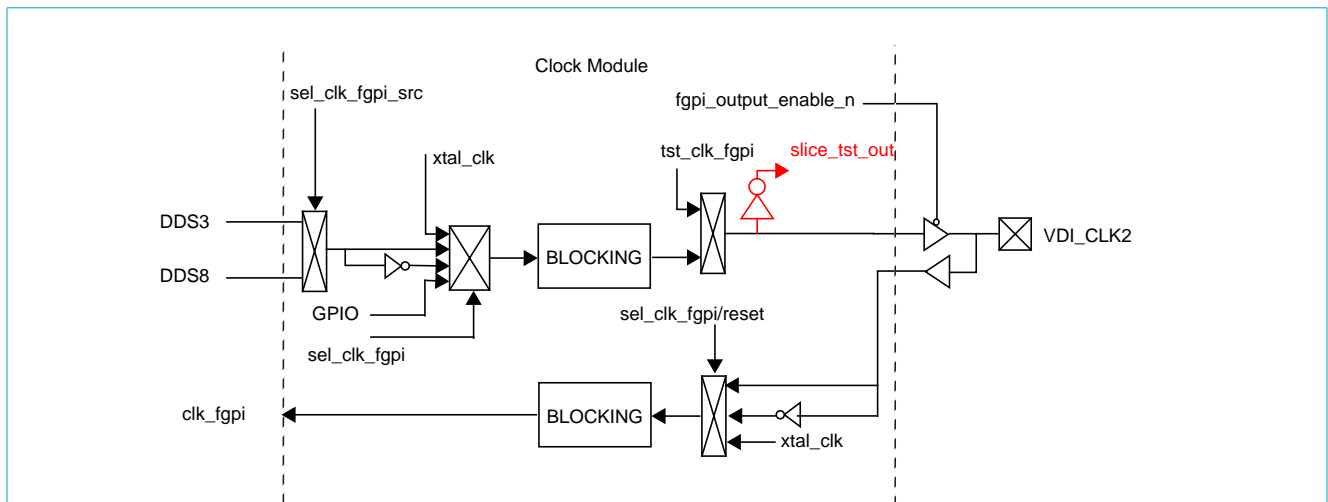 Clock Module
sel_clk_fgpi_src
fgpi_output_enable_n
xtal_clk
tst_clk_fgpi
slice_tst_out
DDS3
VDI_CLK2
BLOCKING
DDS8
GPIO
sel_clk_fgpi/reset
sel_clk_fgpi
clk_fgpi
BLOCKING
xtal_clk